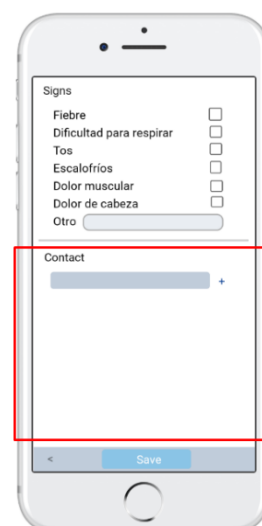 Signs
Fiebre
Dificultad para respirar
Tos
Escalofríos
Dolor muscular
Dolor de cabeza
Otro
Contact
+
< Save